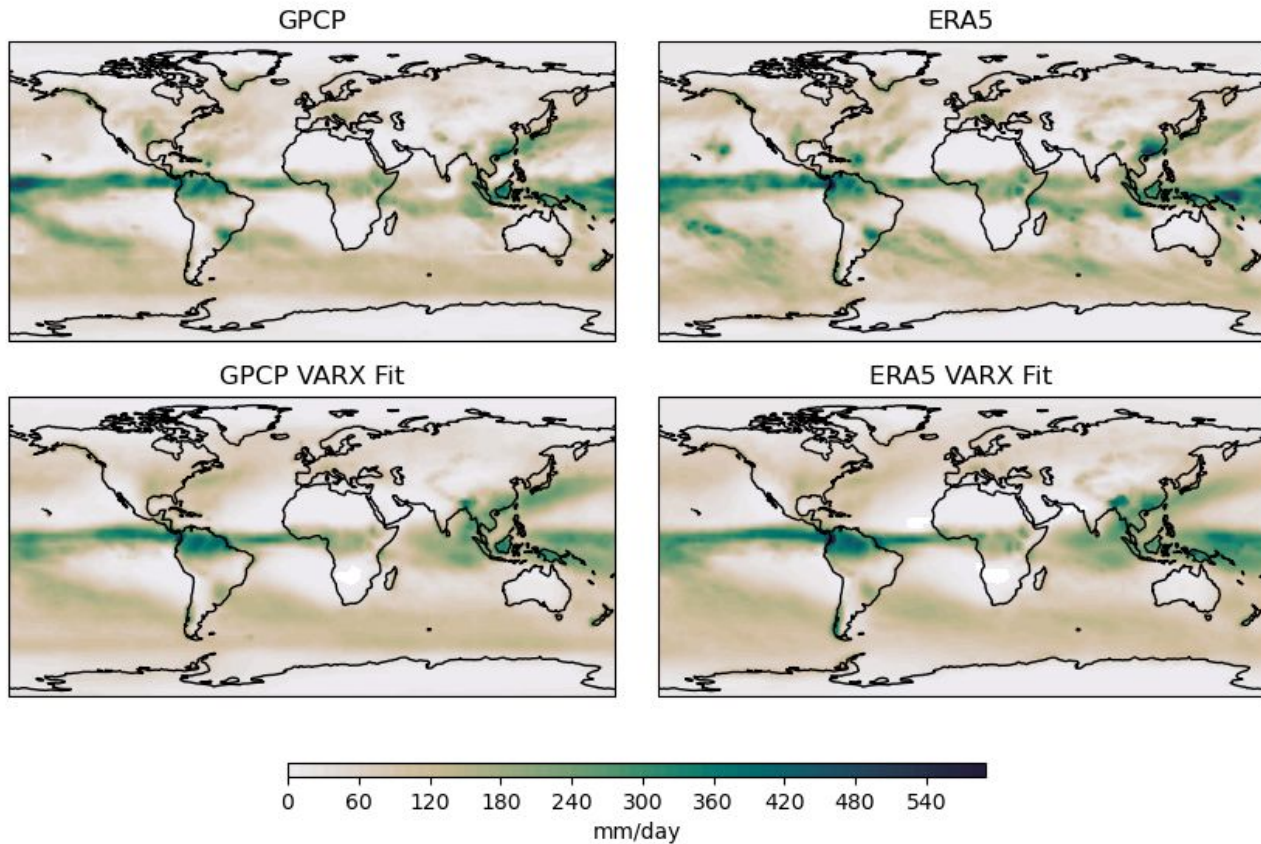 GPCP
ERA5
GPCP VARX Fit
ERA5 VARX Fit
0 60 120 180 240 300 360 420 480 540
mm/day